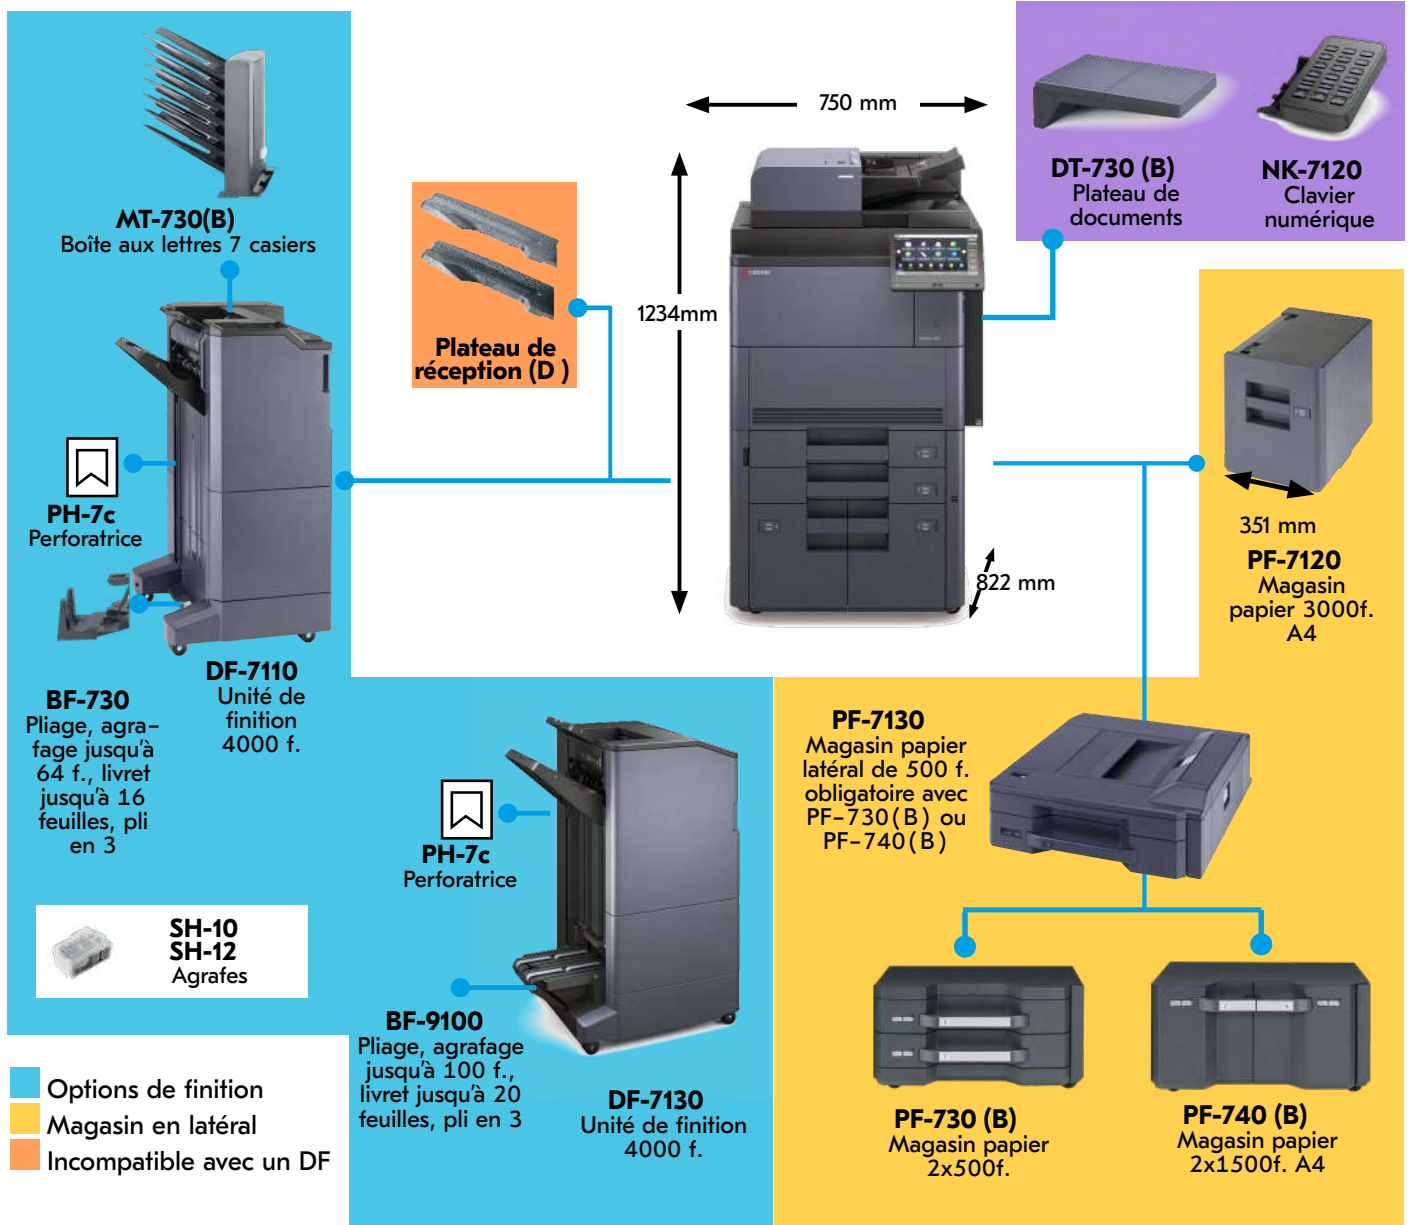 MT-730(B)
Boîte aux lettres 7 casiers
PH-7c
Perforatrice
BF-730
Pliage, agra-
fage jusqu'à
64 f., livret
jusqu'à 16
feuilles, pli
en 3
DF-7110
Unité de
finition
4000 f.
SH-10
SH-12
Agrafes
Plateau de
réception (D )
750 mm
1234mm
822 mm
DT-730 (B)
Plateau de
documents
NK-7120
Clavier
numérique
351 mm
PF-7120
Magasin
papier 3000f.
A4
PH-7c
Perforatrice
BF-9100
Pliage, agrafage
jusqu'à 100 f.,
livret jusqu'à 20
feuilles, pli en 3
DF-7130
Unité de finition
4000 f.
PF-7130
Magasin papier
latéral de 500 f.
obligatoire avec
PF-730(B) ou
PF-740(B)
PF-730 (B)
Magasin papier
2x500f.
PF-740 (B)
Magasin papier
2x1500f. A4
Options de finition
Magasin en latéral
Incompatible avec un DF